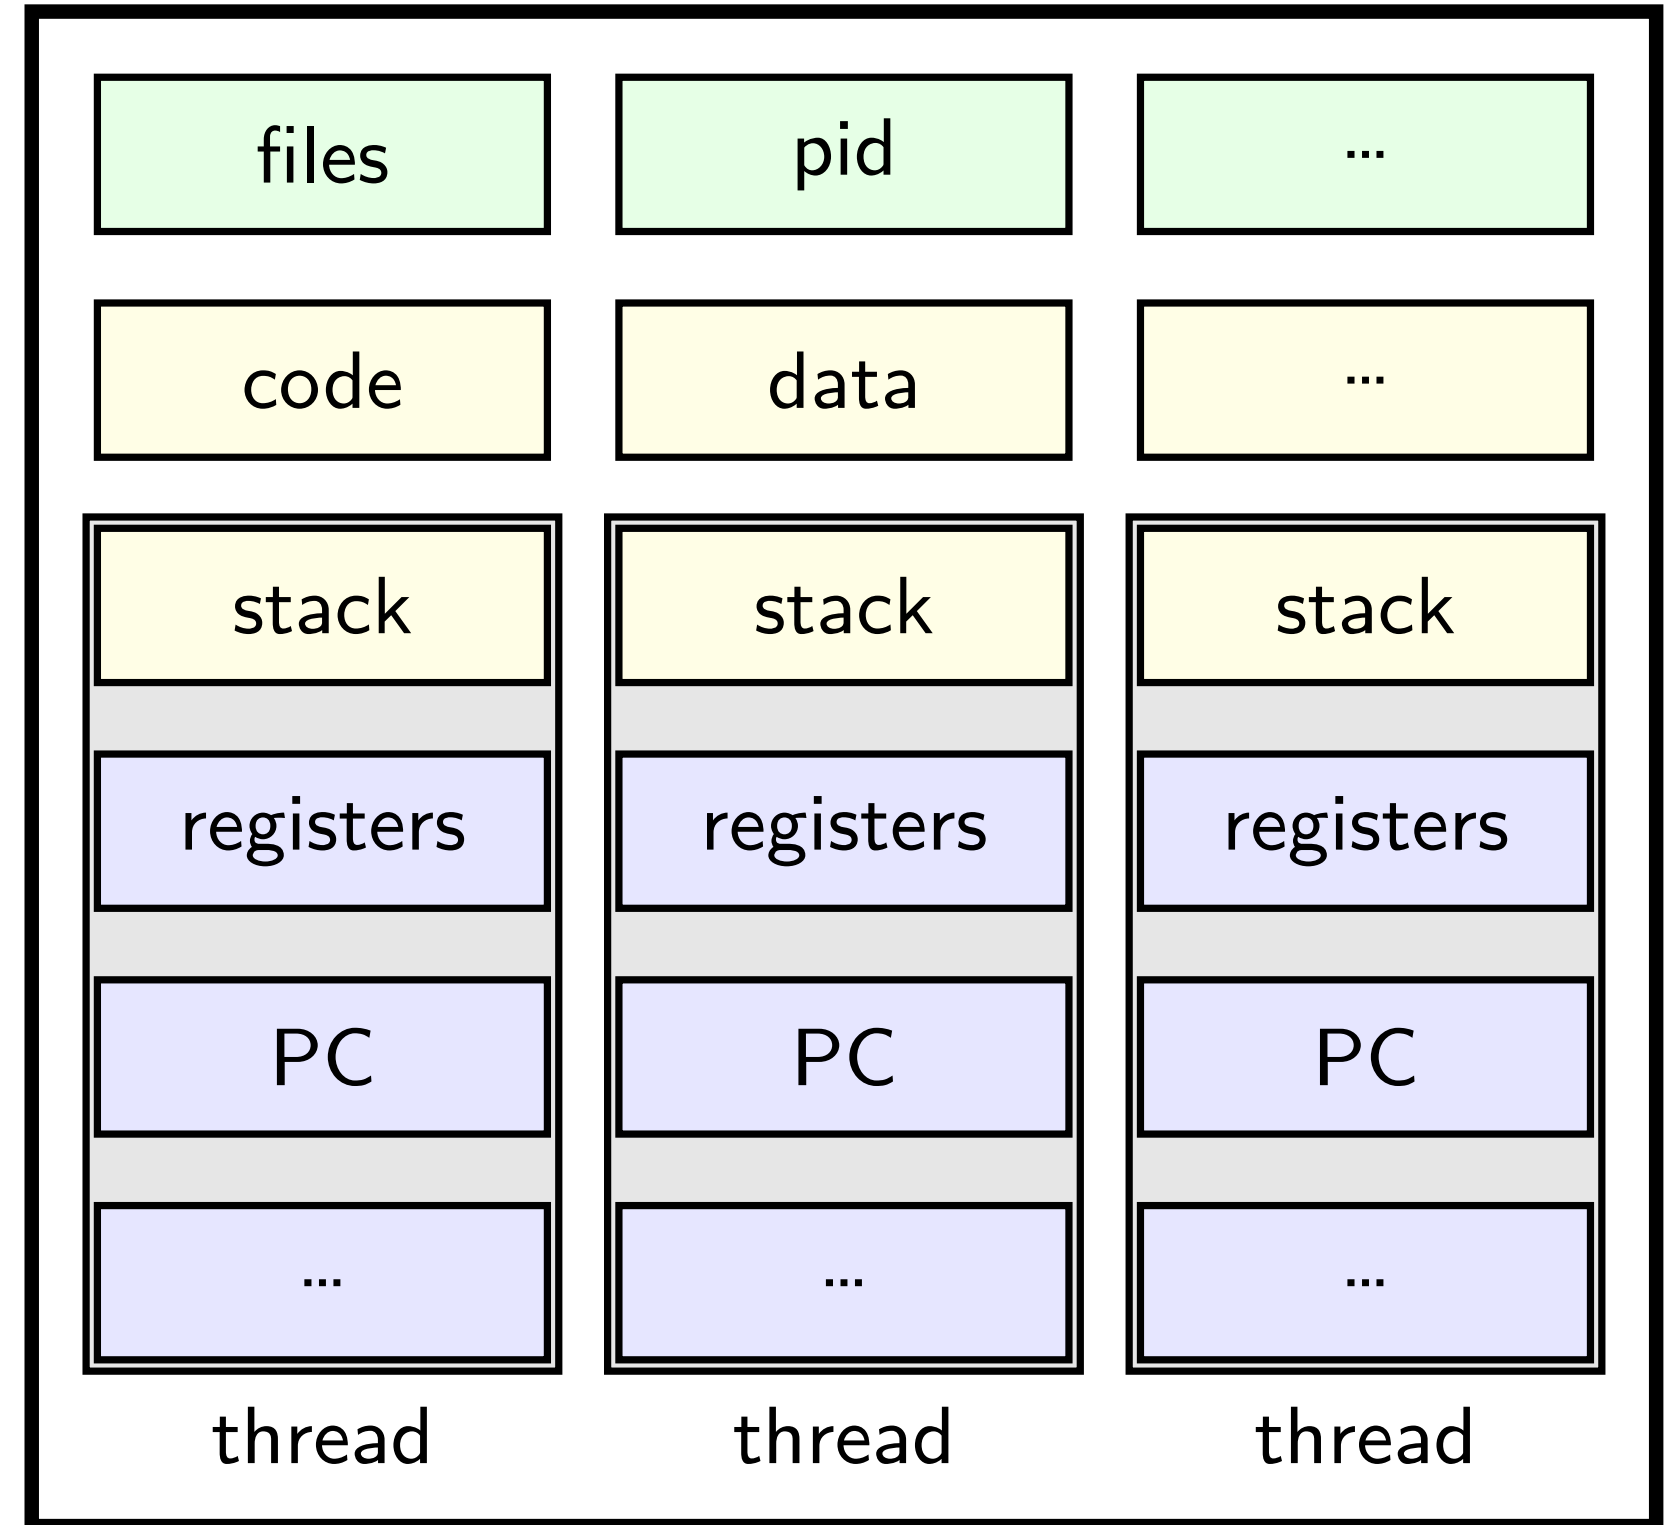 files pid ...
code data ...
stack stack stack
registers registers registers
PC PC PC
... ... ...
thread thread thread